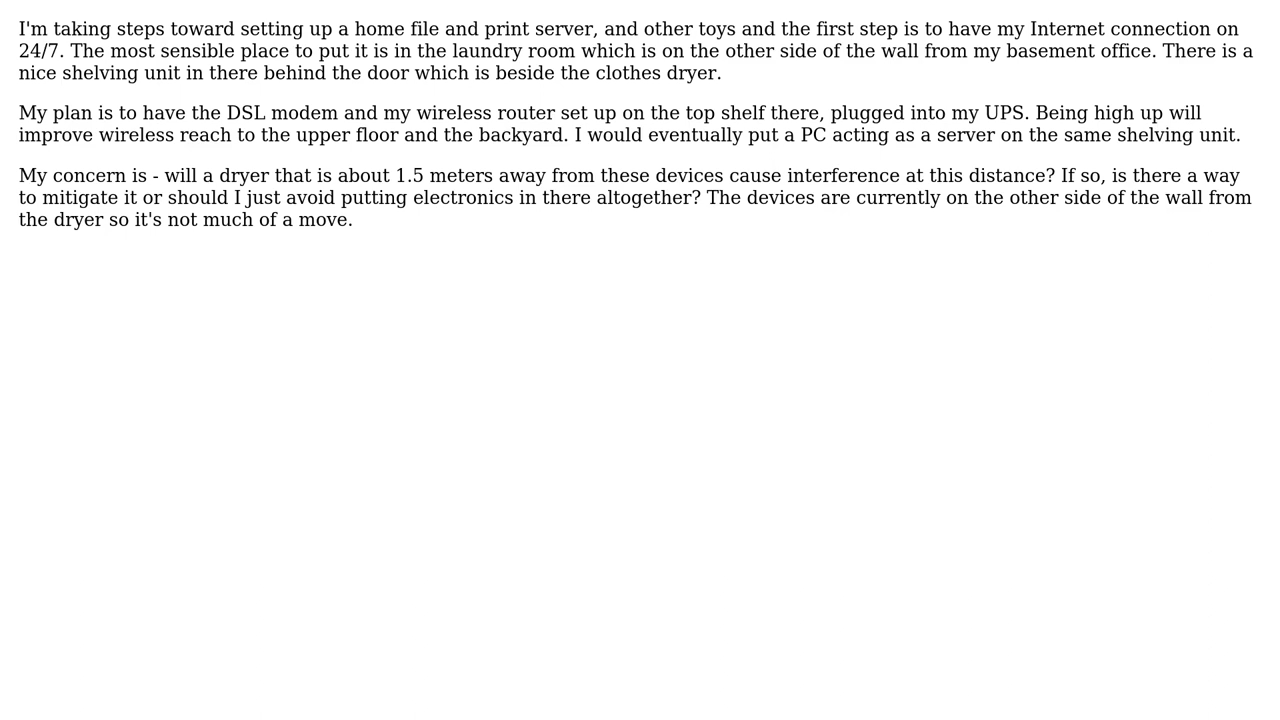 I'm taking steps toward setting up a home file and print server, and other toys and the first step is to have my Internet connection on
24/7. The most sensible place to put it is in the laundry room which is on the other side of the wall from my basement office. There is a
nice shelving unit in there behind the door which is beside the clothes dryer.
My plan is to have the DSL modem and my wireless router set up on the top shelf there, plugged into my UPS. Being high up will
improve wireless reach to the upper floor and the backyard. I would eventually put a PC acting as a server on the same shelving unit.
My concern is - will a dryer that is about 1.5 meters away from these devices cause interference at this distance? If so, is there a way
to mitigate it or should I just avoid putting electronics in there altogether? The devices are currently on the other side of the wall from
the dryer so it's not much of a move.